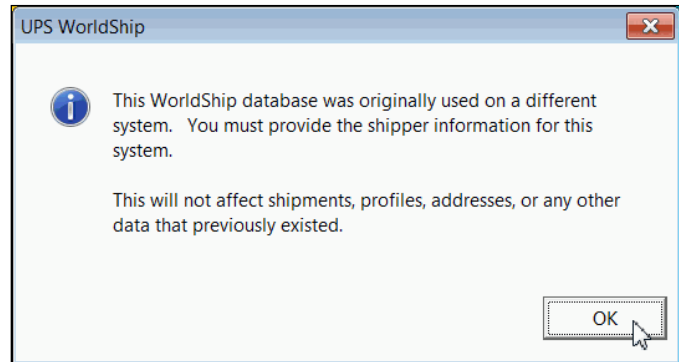 UPS WorldShip
This WorldShip database was originally used on a different
system. You must provide the shipper information for this
system.
This will not affect shipments, profiles, addresses, or any other
data that previously existed.
OK